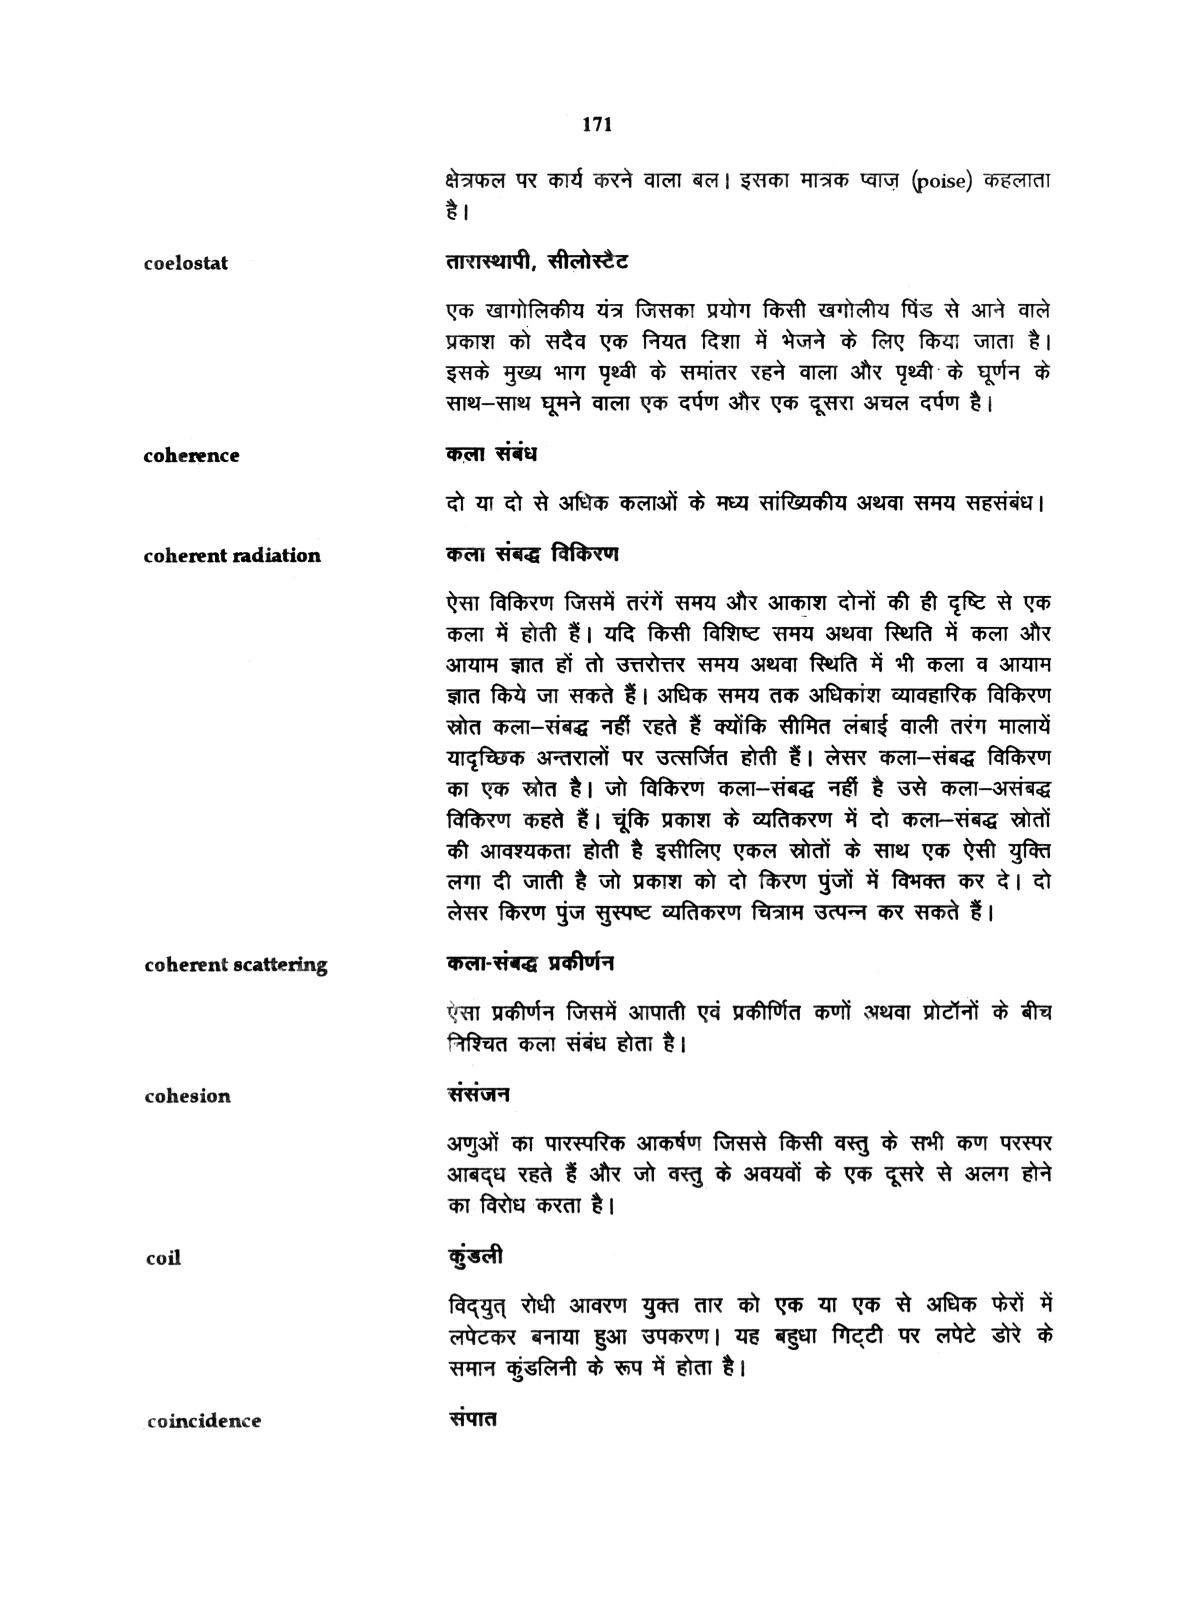 171
क्षेत्रफल पर कार्य करने वाला बल। इसका मात्रक प्वाज़ (poise) कहलाता
है।
coelostat तारास्थापी, सीलोस्टैट
एक खागोलिकीय यंत्र जिसका प्रयोग किसी खगोलीय पिंड से आने वाले
प्रकाश को सदैव एक नियत दिशा में भेजने के लिए किया जाता है।
इसके मुख्य भाग पृथ्वी के समांतर रहने वाला और पृथ्वी के घूर्णन के
साथ–साथ घूमने वाला एक दर्पण और एक दूसरा अचल दर्पण है।
coherence कला संबंध
दो या दो से अधिक कलाओं के मध्य सांख्यिकीय अथवा समय सहसंबंध।
coherent radiation कला संबद्ध विकिरण
ऐसा विकिरण जिसमें तरंगें समय और आकाश दोनों की ही दृष्टि से एक
कला में होती हैं। यदि किसी विशिष्ट समय अथवा स्थिति में कला और
आयाम ज्ञात हों तो उत्तरोत्तर समय अथवा स्थिति में भी कला व आयाम
ज्ञात किये जा सकते हैं। अधिक समय तक अधिकांश व्यावहारिक विकिरण
स्रोत कला–संबद्ध नहीं रहते हैं क्योंकि सीमित लंबाई वाली तरंग मालायें
यादृच्छिक अन्तरालों पर उत्सर्जित होती हैं। लेसर कला–संबद्ध विकिरण
का एक स्रोत है। जो विकिरण कला–संबद्ध नहीं है उसे कला–असंबद्ध
विकिरण कहते हैं। चूंकि प्रकाश के व्यतिकरण में दो कला–संबद्ध स्रोतों
की आवश्यकता होती है इसीलिए एकल स्रोतों के साथ एक ऐसी युक्ति
लगा दी जाती है जो प्रकाश को दो किरण पुंजों में विभक्त कर दे। दो
लेसर किरण पुंज सुस्पष्ट व्यतिकरण चित्राम उत्पन्न कर सकते हैं।
coherent scattering कला-संबद्ध प्रकीर्णन
ऐसा प्रकीर्णन जिसमें आपाती एवं प्रकीर्णित कणों अथवा प्रोटॉनों के बीच
निश्चित कला संबंध होता है।
cohesion संसंजन
अणुओं का पारस्परिक आकर्षण जिससे किसी वस्तु के सभी कण परस्पर
आबद्ध रहते हैं और जो वस्तु के अवयवों के एक दूसरे से अलग होने
का विरोध करता है।
coil कुंडली
विद्युत् रोधी आवरण युक्त तार को एक या एक से अधिक फेरों में
लपेटकर बनाया हुआ उपकरण। यह बहुधा गिट्टी पर लपेटे डोरे के
समान कुंडलिनी के रूप में होता है।
coincidence संपात